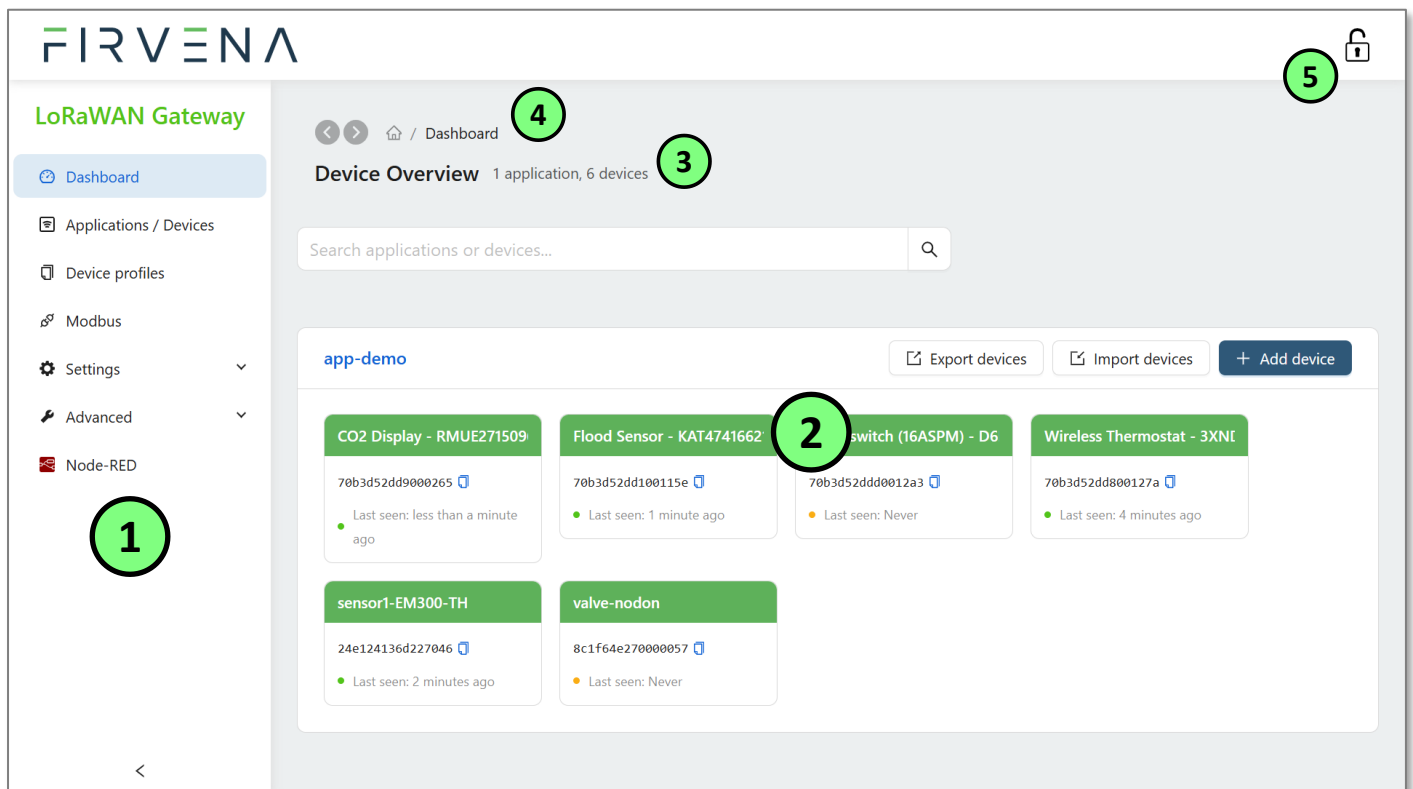 FIRVENA
5
LoRaWAN Gateway
4
/ Dashboard
Device Overview 1 application, 6 devices
3
Dashboard
Applications / Devices
Device profiles
Modbus
Settings
Advanced
Node-RED
1
Search applications or devices...
app-demo
Export devices
Import devices
+ Add device
CO2 Display - RMUE271509
70b3d52dd9000265
Last seen: less than a minute
ago
Flood Sensor - KAT4741662
70b3d52dd100115e
Last seen: 1 minute ago
2
switch (16ASPM) - D6
70b3d52ddd0012a3
Last seen: Never
Wireless Thermostat -
70b3d52dd800127a
Last seen: 4 minutes ago
sensor1-EM300-TH
24e124136d227046
Last seen: 2 minutes ago
valve-nodon
8c1f64e270000057
Last seen: Never